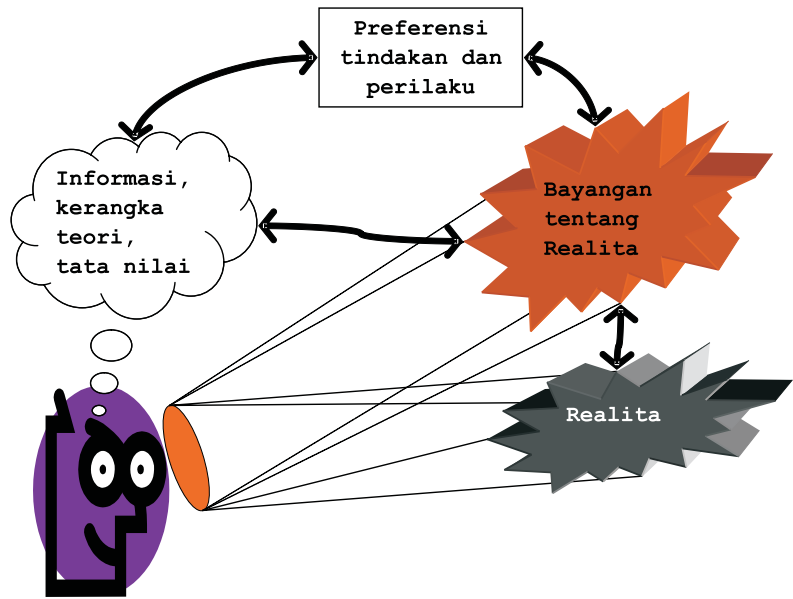 Preferensi
tindakan dan
perilaku
Informasi,
kerangka
teori,
tata nilai
Bayangan
tentang
Realita
Realita